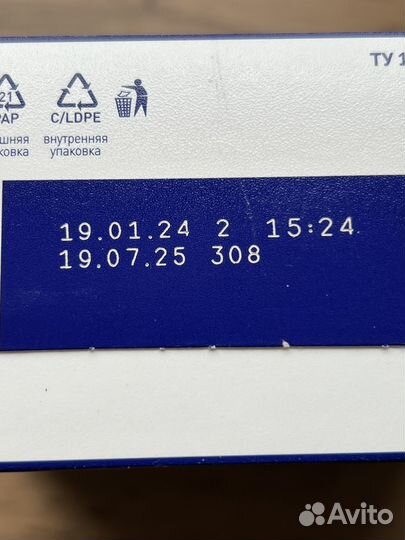 ТУ 1
21
PAP
C/LDPE
шняя
ковка
внутренняя
упаковка
19.01.24 2 15:24
19.07.25 308
Avito